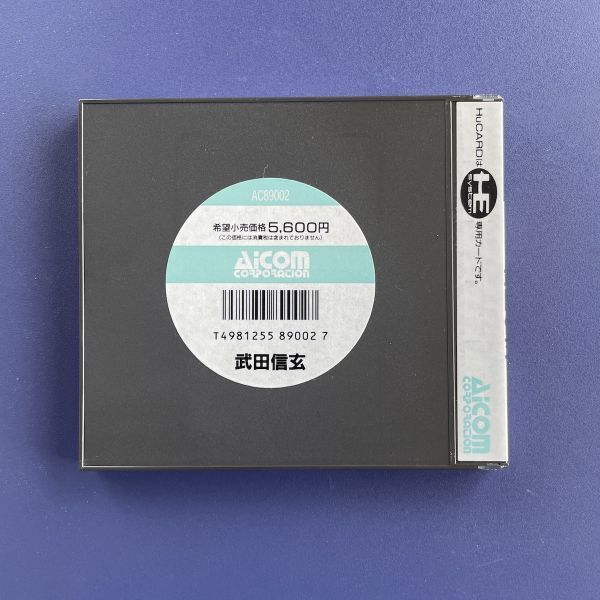 AC89002
希望小売価格5,600円
(この価格には消費税は含まれておりません)
AiCOM
CORPORACION
T4981255 89002 7
武田信玄
HuCARDは
HE
system
専用カードです。
AiCOM
CORPORACION